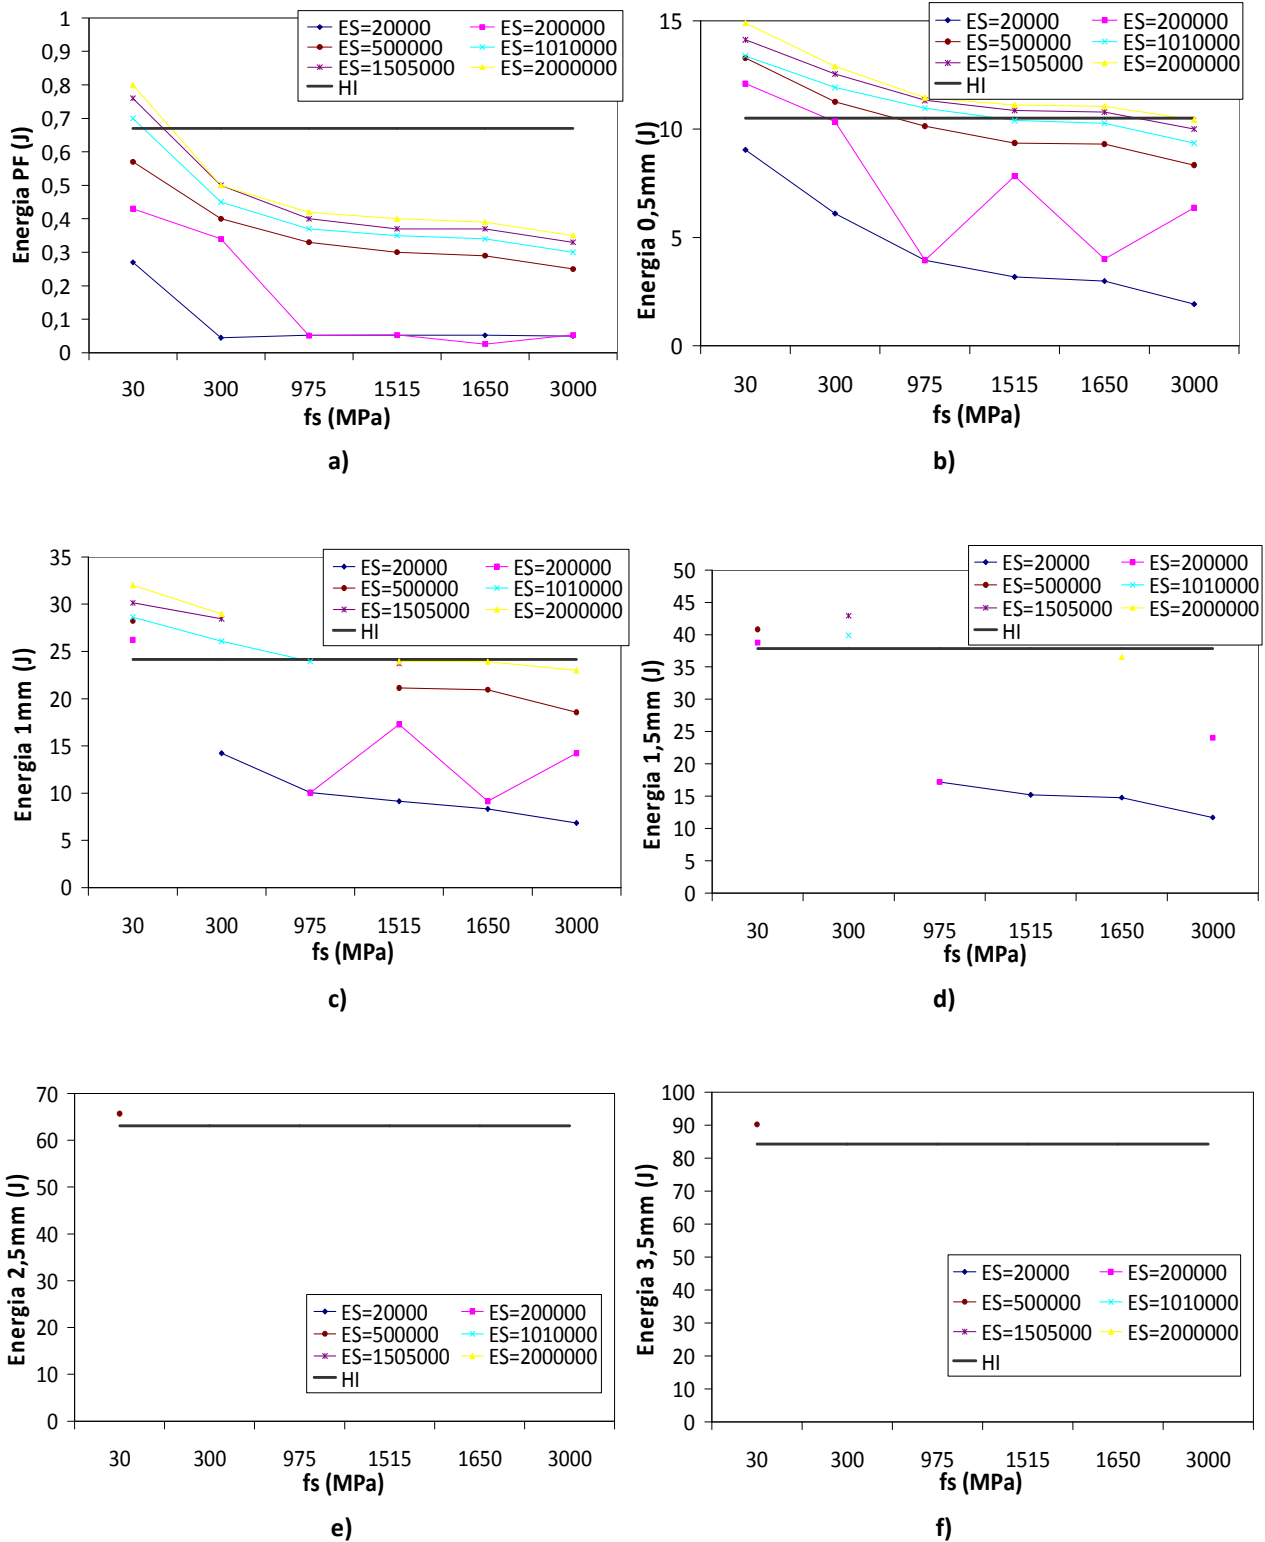 ES=20000 ES=200000
ES=500000 ES=1010000
ES=1505000 ES=2000000
HI
Energia PF (J)
1
0,9
0,8
0,7
0,6
0,5
0,4
0,3
0,2
0,1
0
30 300 975 1515 1650 3000
fs (MPa)
a)
ES=20000 ES=200000
ES=500000 ES=1010000
ES=1505000 ES=2000000
HI
Energia 0,5mm (J)
15
10
5
0
30 300 975 1515 1650 3000
fs (MPa)
b)
ES=20000 ES=200000
ES=500000 ES=1010000
ES=1505000 ES=2000000
HI
Energia 1mm (J)
35
30
25
20
15
10
5
0
30 300 975 1515 1650 3000
fs (MPa)
c)
ES=20000 ES=200000
ES=500000 ES=1010000
ES=1505000 ES=2000000
HI
Energia 1,5mm (J)
50
45
40
35
30
25
20
15
10
5
0
30 300 975 1515 1650 3000
fs (MPa)
d)
Energia 2,5mm (J)
70
60
50
40
30
20
10
0
ES=20000 ES=200000
ES=500000 ES=1010000
ES=1505000 ES=2000000
HI
30 300 975 1515 1650 3000
fs (MPa)
e)
Energia 3,5mm (J)
100
90
80
70
60
50
40
30
20
10
0
ES=20000 ES=200000
ES=500000 ES=1010000
ES=1505000 ES=2000000
HI
30 300 975 1515 1650 3000
fs (MPa)
f)